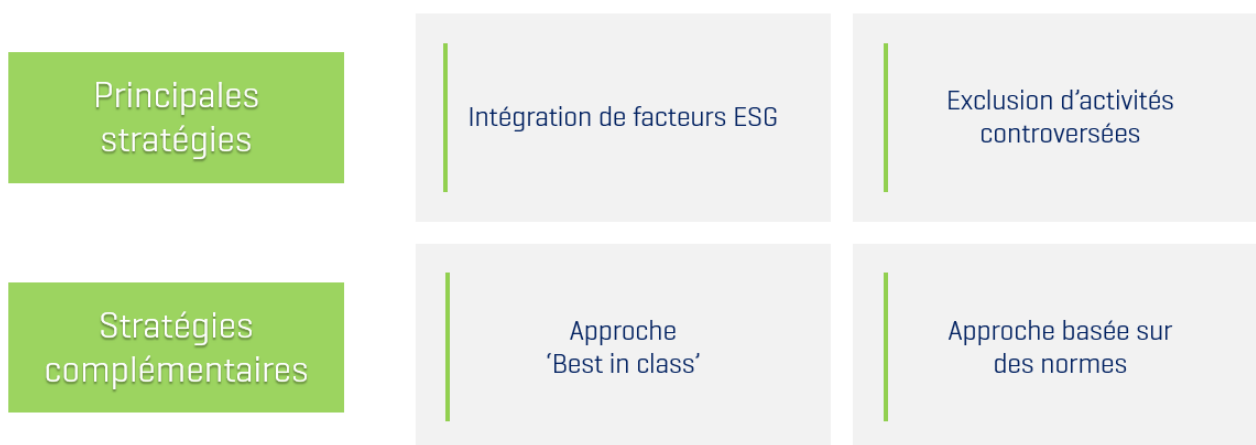 Principales
stratégies
Intégration de facteurs ESG
Exclusion d’activités
controversées
Stratégies
complémentaires
Approche
‘Best in class’
Approche basée sur
des normes